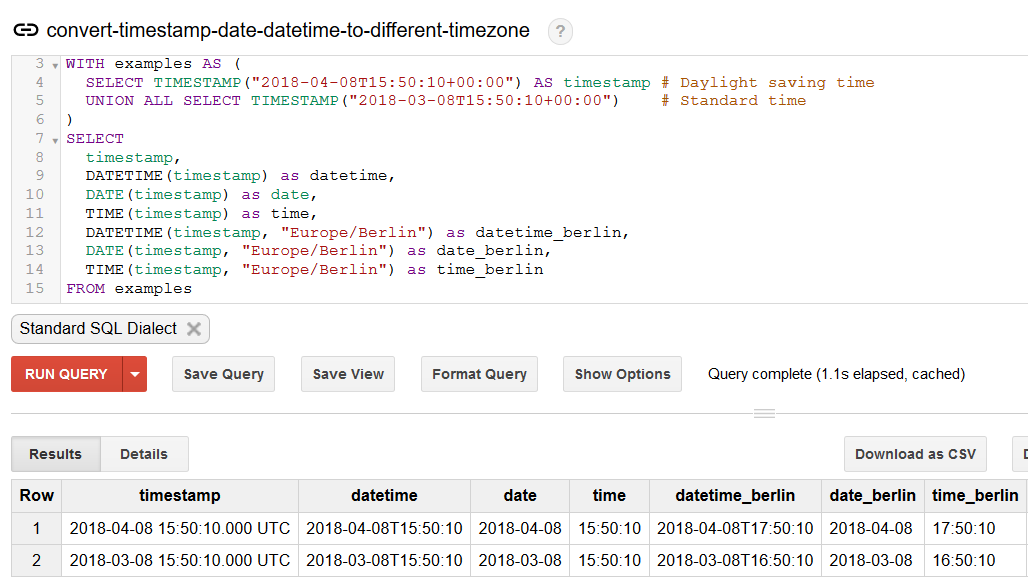 convert-timestamp-date-datetime-to-different-timezone ?
3 WITH examples AS (
4 SELECT TIMESTAMP("2018-04-08T15:50:10+00:00") AS timestamp # Daylight saving time
5 UNION ALL SELECT TIMESTAMP("2018-03-08T15:50:10+00:00") # Standard time
6 )
7 SELECT
8 timestamp,
9 DATETIME(timestamp) as datetime,
10 DATE(timestamp) as date,
11 TIME(timestamp) as time,
12 DATETIME(timestamp, "Europe/Berlin") as datetime_berlin,
13 DATE(timestamp, "Europe/Berlin") as date_berlin,
14 TIME(timestamp, "Europe/Berlin") as time_berlin
15 FROM examples
Standard SQL Dialect
RUN QUERY Save Query Save View Format Query Show Options Query complete (1.1s elapsed, cached)
Results Details Download as CSV
Row timestamp datetime date time datetime_berlin date_berlin time_berlin
1 2018-04-08 15:50:10.000 UTC 2018-04-08T15:50:10 2018-04-08 15:50:10 2018-04-08T17:50:10 2018-04-08 17:50:10
2 2018-03-08 15:50:10.000 UTC 2018-03-08T15:50:10 2018-03-08 15:50:10 2018-03-08T16:50:10 2018-03-08 16:50:10